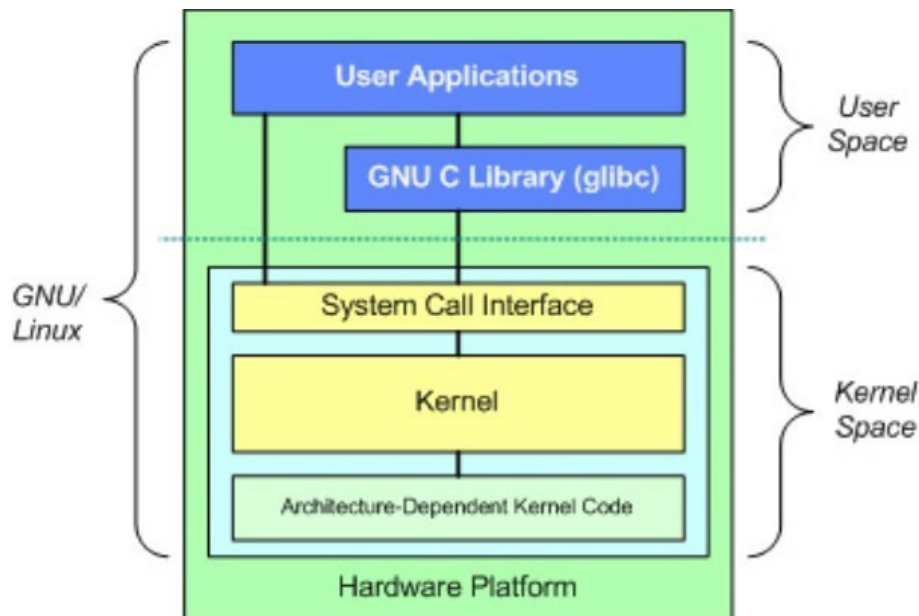 User Applications
User
Space
GNU C Library (glibc)
GNU/
Linux
System Call Interface
Kernel
Kernel
Space
Architecture-Dependent Kernel Code
Hardware Platform